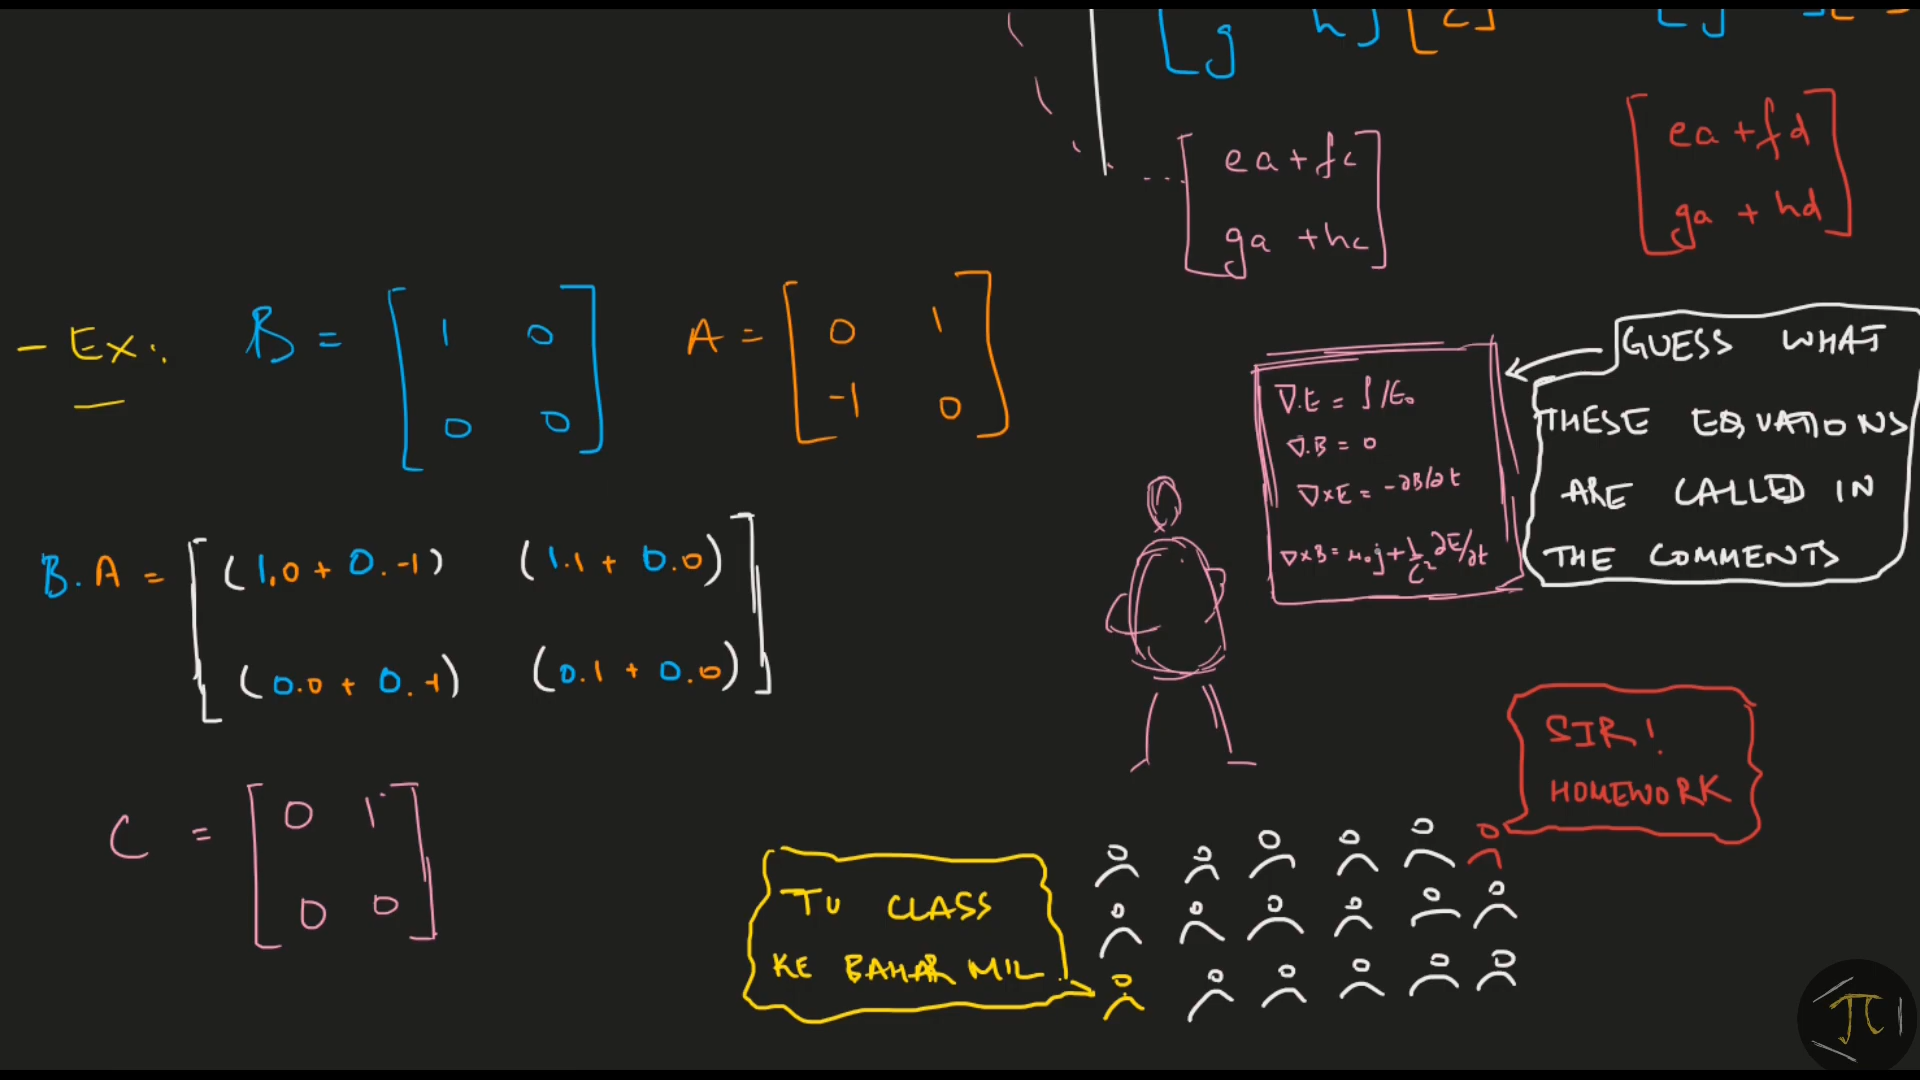 [g h] [c]
[ea + fc
ga + hc]
[ea + fd
ga + hd]
- Ex:. B = [1 0
0 0]
A = [0 1
-1 0]
B.A = [(1.0 + 0.-1) (1.1 + 0.0)
(0.0 + 0.-1) (0.1 + 0.0)]
C = [0 1
0 0]
∇.E = ρ/ε₀
∇.B = 0
∇×E = -∂B/∂t
∇×B = μ₀j + 1/c² ∂E/∂t
GUESS WHAT
THESE EQUATIONS
ARE CALLED IN
THE COMMENTS
SIR!
HOMEWORK
TU CLASS
KE BAHAR MIL
π